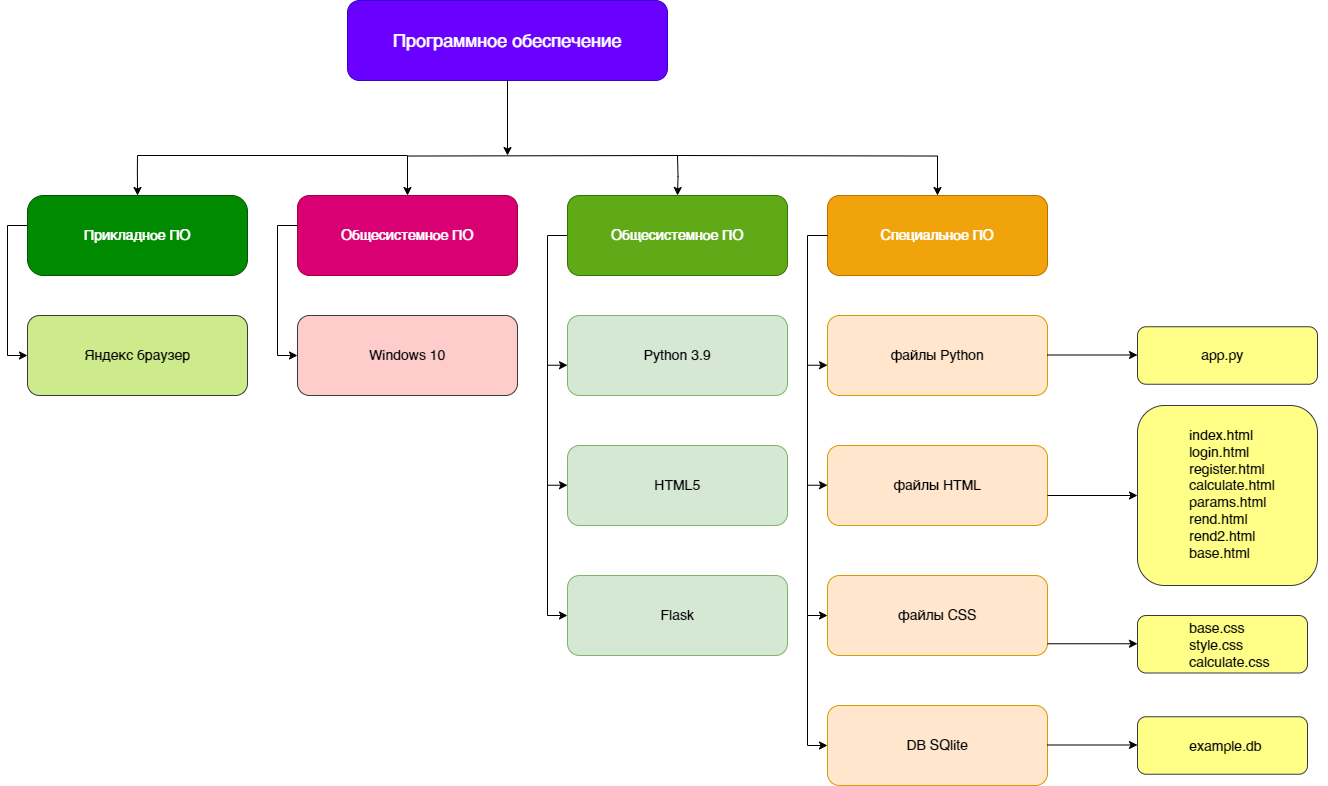 Программное обеспечение
Прикладное ПО
Общесистемное ПО
Общесистемное ПО
Специальное ПО
Яндекс браузер
Windows 10
Python 3.9
файлы Python
app.py
HTML5
файлы HTML
index.html
login.html
register.html
calculate.html
params.html
rend.html
rend2.html
base.html
Flask
файлы CSS
base.css
style.css
calculate.css
DB SQlite
example.db